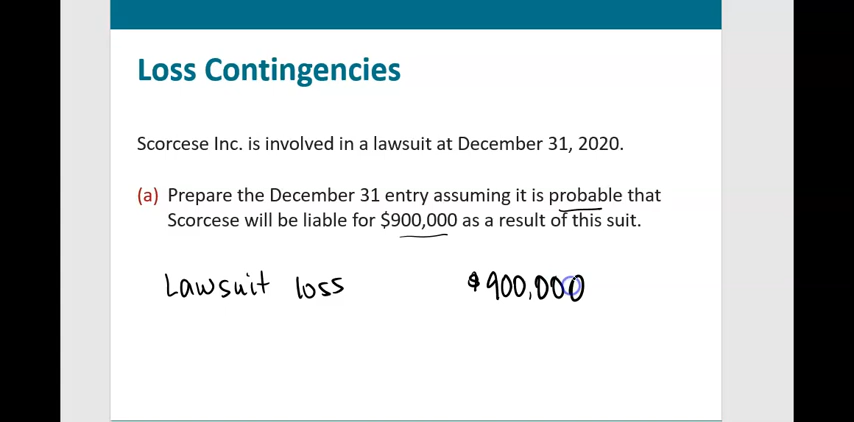 Loss Contingencies
Scorcese Inc. is involved in a lawsuit at December 31, 2020.
(a) Prepare the December 31 entry assuming it is probable that
Scorcese will be liable for $900,000 as a result of this suit.
Lawsuit loss $900,000